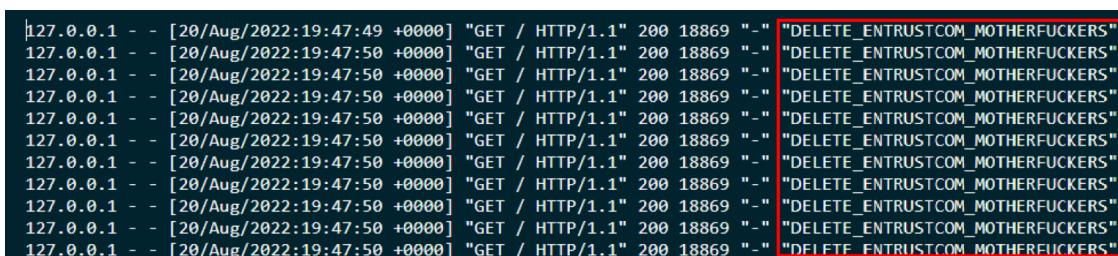 127.0.0.1 - - [20/Aug/2022:19:47:49 +0000] "GET / HTTP/1.1" 200 18869 "-" "DELETE_ENTRUSTCOM_MOTHERFUCKERS"
127.0.0.1 - - [20/Aug/2022:19:47:50 +0000] "GET / HTTP/1.1" 200 18869 "-" "DELETE_ENTRUSTCOM_MOTHERFUCKERS"
127.0.0.1 - - [20/Aug/2022:19:47:50 +0000] "GET / HTTP/1.1" 200 18869 "-" "DELETE_ENTRUSTCOM_MOTHERFUCKERS"
127.0.0.1 - - [20/Aug/2022:19:47:50 +0000] "GET / HTTP/1.1" 200 18869 "-" "DELETE_ENTRUSTCOM_MOTHERFUCKERS"
127.0.0.1 - - [20/Aug/2022:19:47:50 +0000] "GET / HTTP/1.1" 200 18869 "-" "DELETE_ENTRUSTCOM_MOTHERFUCKERS"
127.0.0.1 - - [20/Aug/2022:19:47:50 +0000] "GET / HTTP/1.1" 200 18869 "-" "DELETE_ENTRUSTCOM_MOTHERFUCKERS"
127.0.0.1 - - [20/Aug/2022:19:47:50 +0000] "GET / HTTP/1.1" 200 18869 "-" "DELETE_ENTRUSTCOM_MOTHERFUCKERS"
127.0.0.1 - - [20/Aug/2022:19:47:50 +0000] "GET / HTTP/1.1" 200 18869 "-" "DELETE_ENTRUSTCOM_MOTHERFUCKERS"
127.0.0.1 - - [20/Aug/2022:19:47:50 +0000] "GET / HTTP/1.1" 200 18869 "-" "DELETE_ENTRUSTCOM_MOTHERFUCKERS"
127.0.0.1 - - [20/Aug/2022:19:47:50 +0000] "GET / HTTP/1.1" 200 18869 "-" "DELETE_ENTRUSTCOM_MOTHERFUCKERS"
127.0.0.1 - - [20/Aug/2022:19:47:50 +0000] "GET / HTTP/1.1" 200 18869 "-" "DELETE_ENTRUSTCOM_MOTHERFUCKERS"